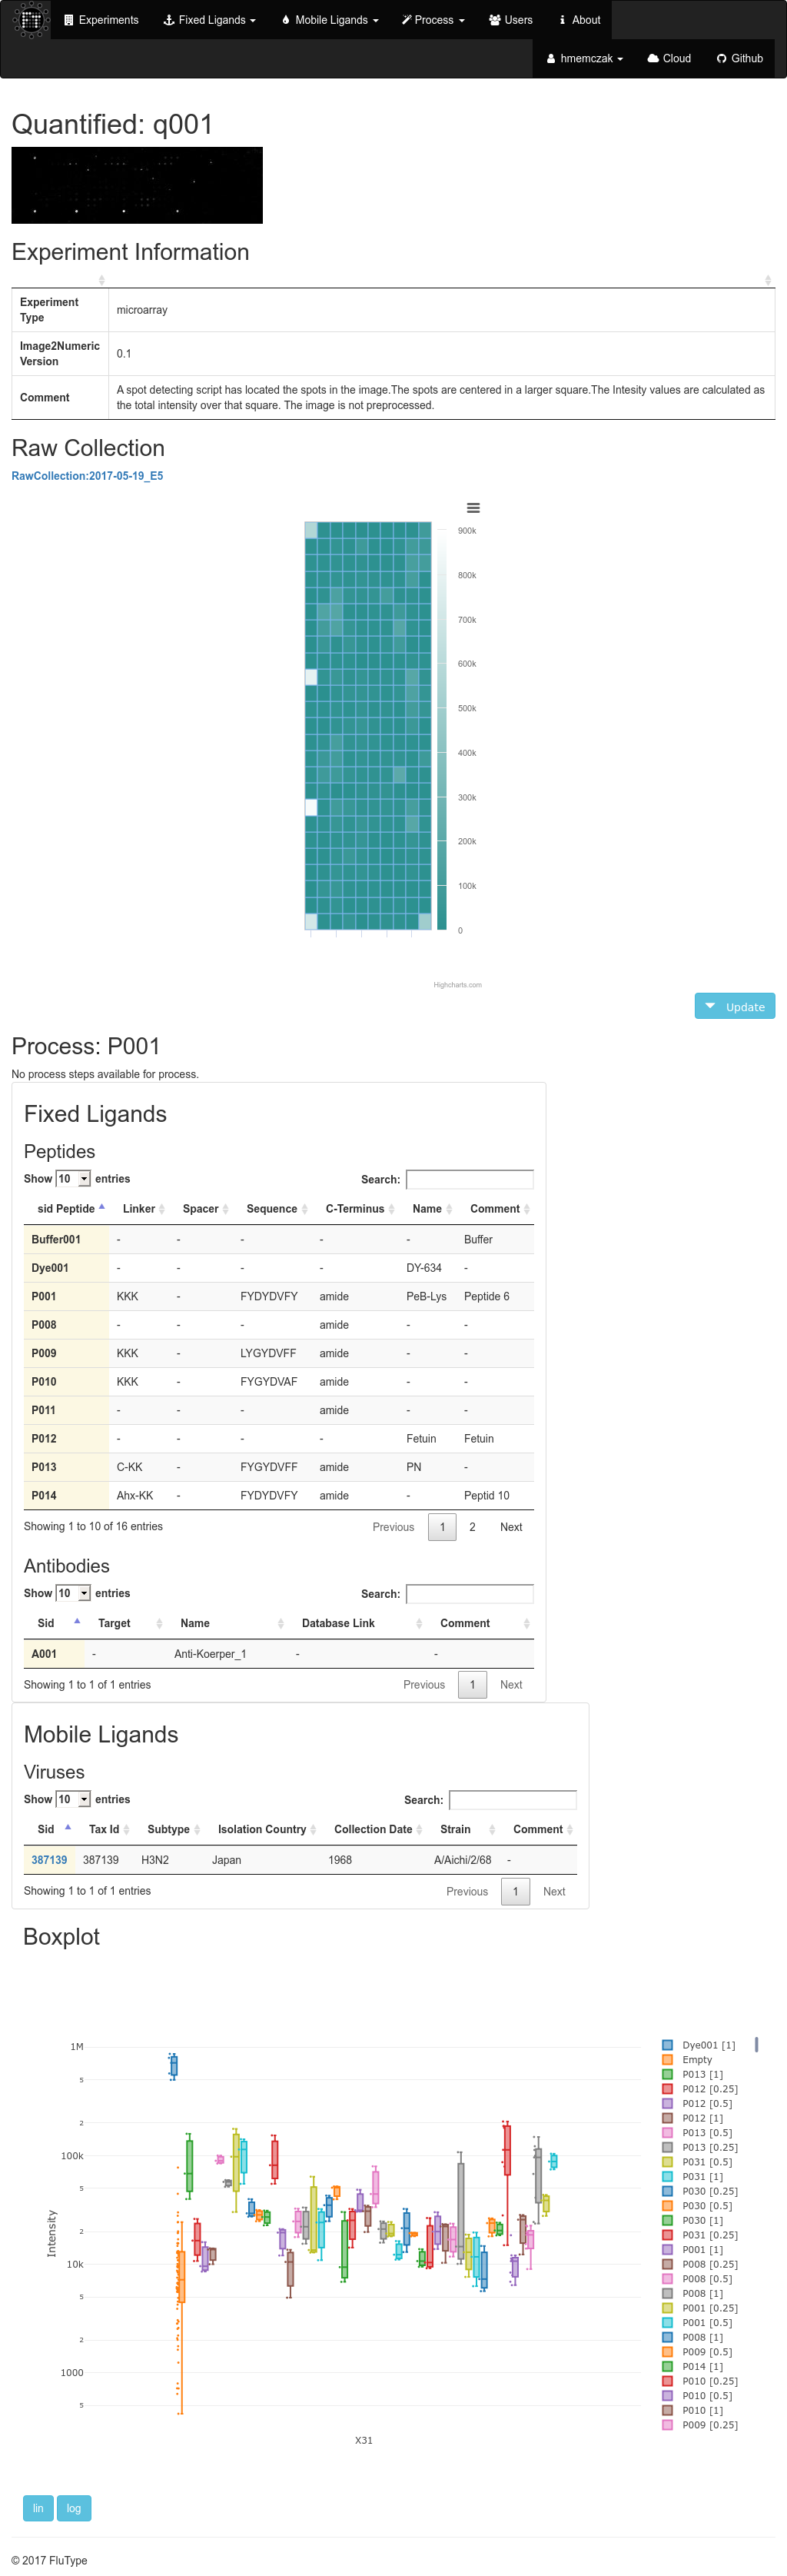 Experiments Fixed Ligands Mobile Ligands Process Users About
hmemczak Cloud Github
Quantified: q001
Experiment Information
Experiment
Type
microarray
Image2Numeric
Version
0.1
Comment
A spot detecting script has located the spots in the image.The spots are centered in a larger square.The Intesity values are calculated as
the total intensity over that square. The image is not preprocessed.
Raw Collection
RawCollection:2017-05-19_E5
900k
800k
700k
600k
500k
400k
300k
200k
100k
0
Highcharts.com
Update
Process: P001
No process steps available for process.
Fixed Ligands
Peptides
Show 10 entries Search:
sid Peptide Linker Spacer Sequence C-Terminus Name Comment
Buffer001 - - - - - Buffer
Dye001 - - - - DY-634 -
P001 KKK - FYDYDVFY amide PeB-Lys Peptide 6
P008 - - - amide - -
P009 KKK - LYGYDVFF amide - -
P010 KKK - FYGYDVAF amide - -
P011 - - - amide - -
P012 - - - - Fetuin Fetuin
P013 C-KK - FYGYDVFF amide PN -
P014 Ahx-KK - FYDYDVFY amide - Peptid 10
Showing 1 to 10 of 16 entries Previous 1 2 Next
Antibodies
Show 10 entries Search:
Sid Target Name Database Link Comment
A001 - Anti-Koerper_1 - -
Showing 1 to 1 of 1 entries Previous 1 Next
Mobile Ligands
Viruses
Show 10 entries Search:
Sid Tax Id Subtype Isolation Country Collection Date Strain Comment
387139 387139 H3N2 Japan 1968 A/Aichi/2/68 -
Showing 1 to 1 of 1 entries Previous 1 Next
Boxplot
1M
5
2
100k
5
2
10k
5
2
1000
5
Intensity
X31
Dye001 [1]
Empty
P013 [1]
P012 [0.25]
P012 [0.5]
P012 [1]
P013 [0.5]
P013 [0.25]
P031 [0.5]
P031 [1]
P030 [0.25]
P030 [0.5]
P030 [1]
P031 [0.25]
P001 [1]
P008 [0.25]
P008 [0.5]
P008 [1]
P001 [0.25]
P001 [0.5]
P008 [1]
P009 [0.5]
P014 [1]
P010 [0.25]
P010 [0.5]
P010 [1]
P009 [0.25]
lin log
© 2017 FluType